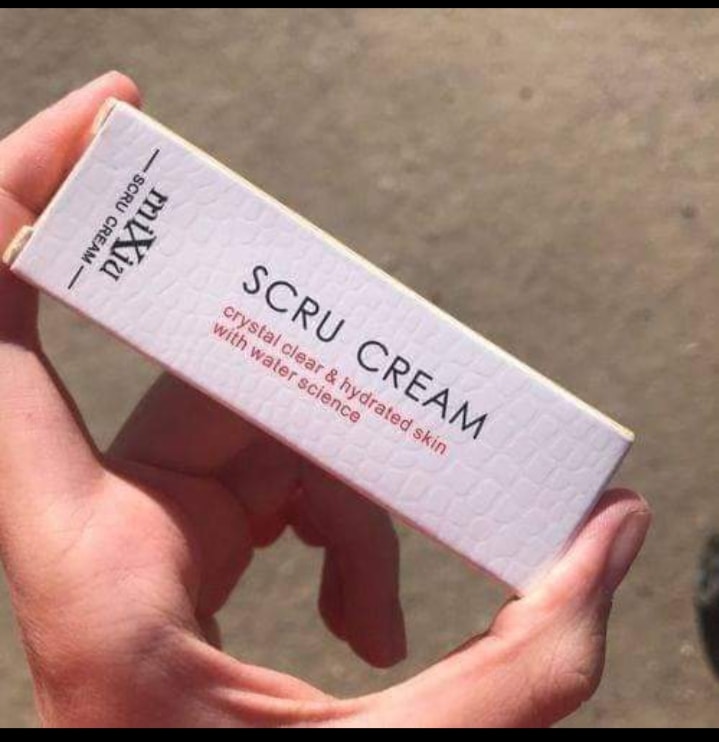 miXiu
— SCRU CREAM —
SCRU CREAM
crystal clear & hydrated skin
with water science